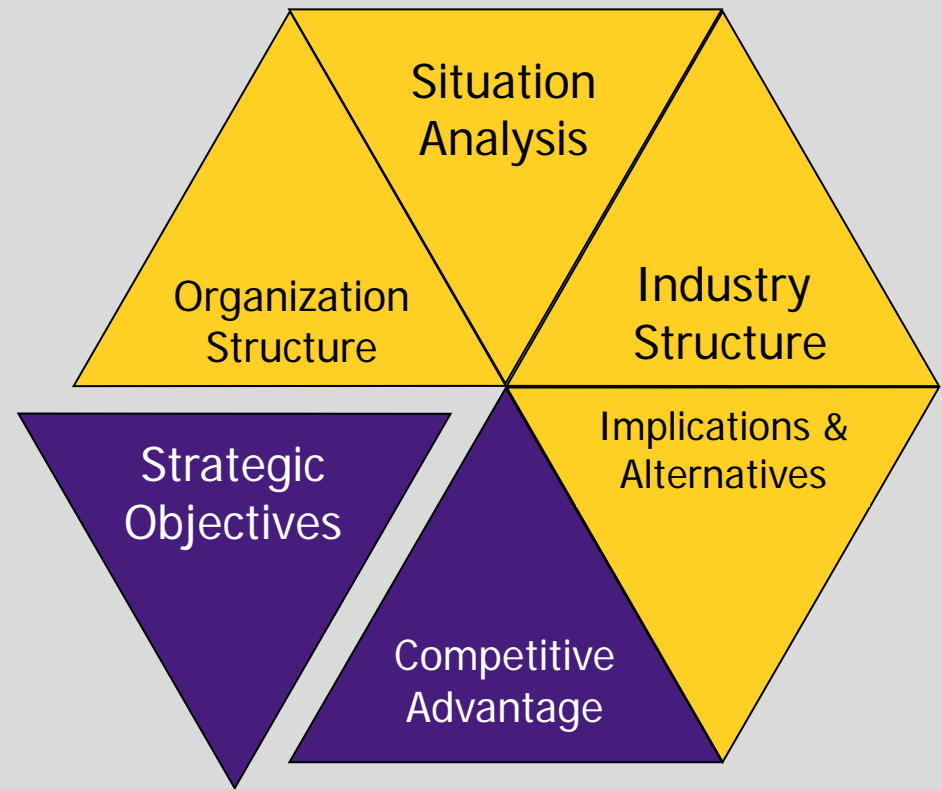 Situation
Analysis
Organization
Structure
Industry
Structure
Implications &
Alternatives
Strategic
Objectives
Competitive
Advantage